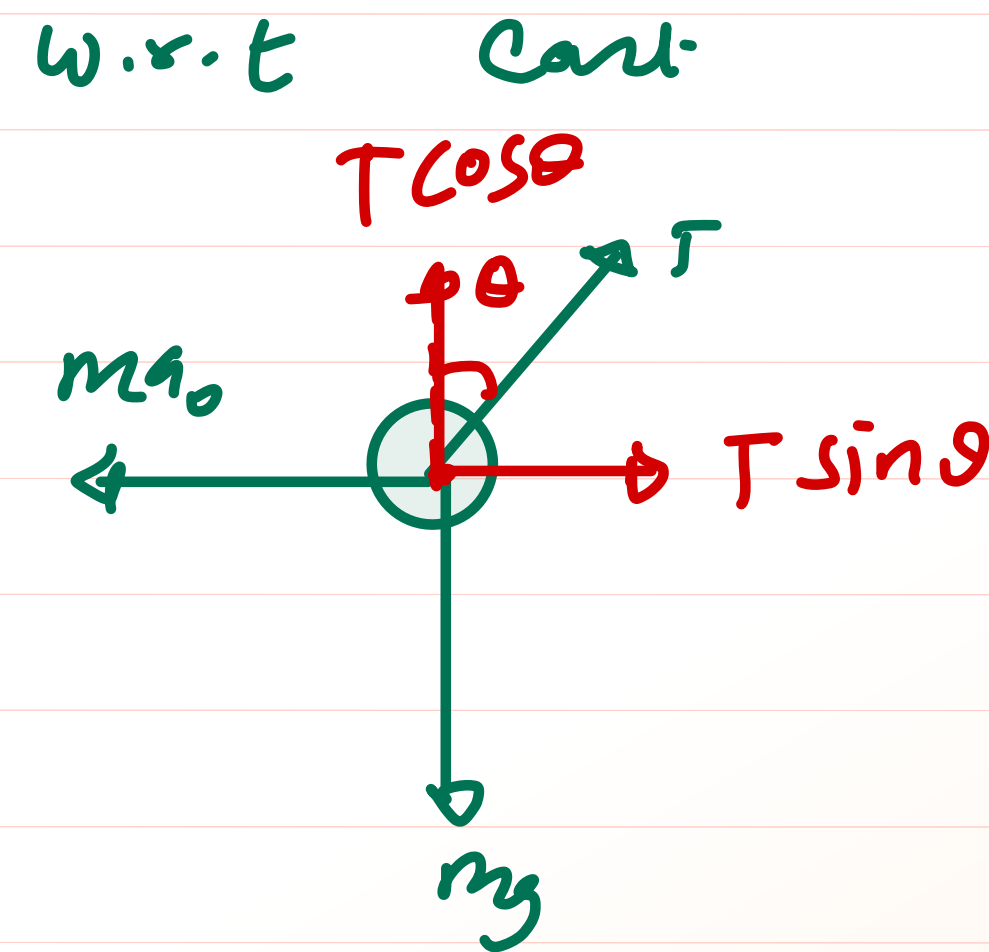 w.r.t Cart
T cosθ
T
θ
ma₀
T sinθ
mg